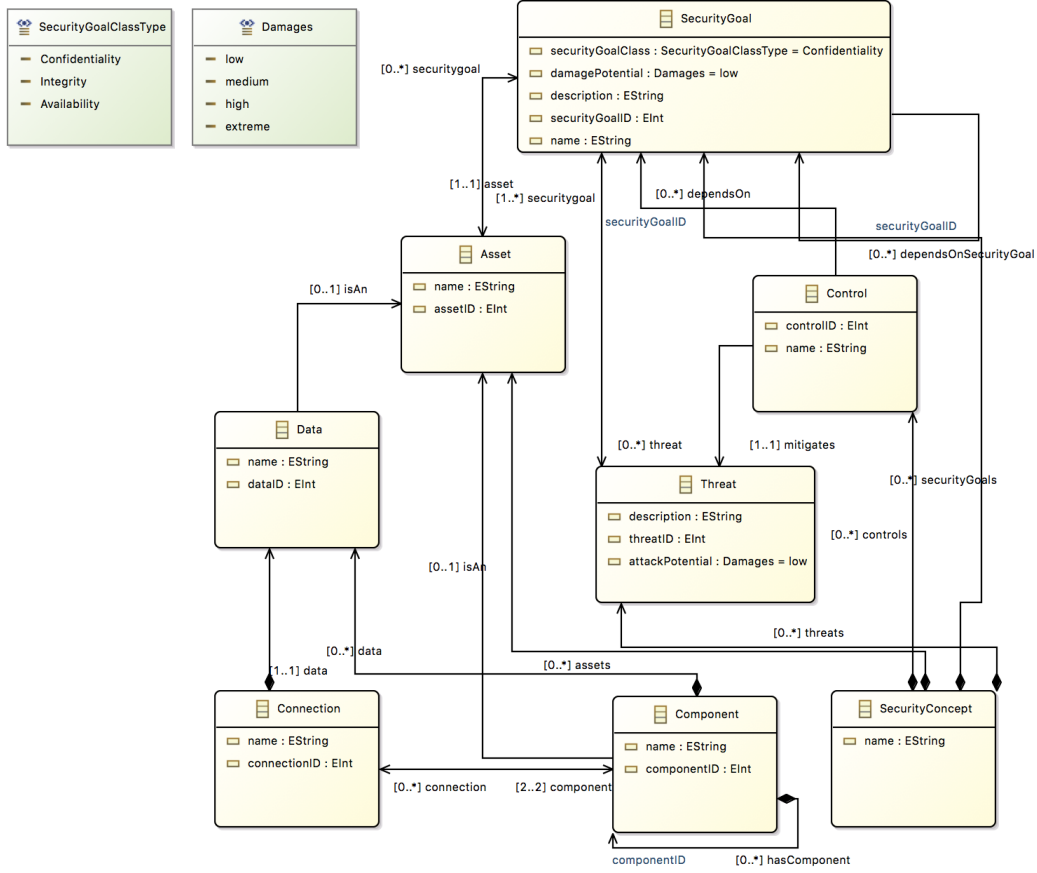 SecurityGoalClassType
Confidentiality
Integrity
Availability
Damages
low
medium
high
extreme
SecurityGoal
securityGoalClass : SecurityGoalClassType = Confidentiality
damagePotential : Damages = low
description : EString
securityGoalID : EInt
name : EString
[0..*] securitygoal
[1..1] asset
[1..*] securitygoal
[0..*] dependsOn
securityGoalID
securityGoalID
[0..*] dependsOnSecurityGoal
Asset
name : EString
assetID : EInt
[0..1] isAn
Control
controlID : EInt
name : EString
Data
name : EString
dataID : EInt
[0..*] threat
[1..1] mitigates
Threat
description : EString
threatID : EInt
attackPotential : Damages = low
[0..*] securityGoals
[0..*] controls
[0..1] isAn
[0..*] threats
[0..*] data
[0..*] assets
[1..1] data
Connection
name : EString
connectionID : EInt
Component
name : EString
componentID : EInt
SecurityConcept
name : EString
[0..*] connection
[2..2] component
componentID
[0..*] hasComponent